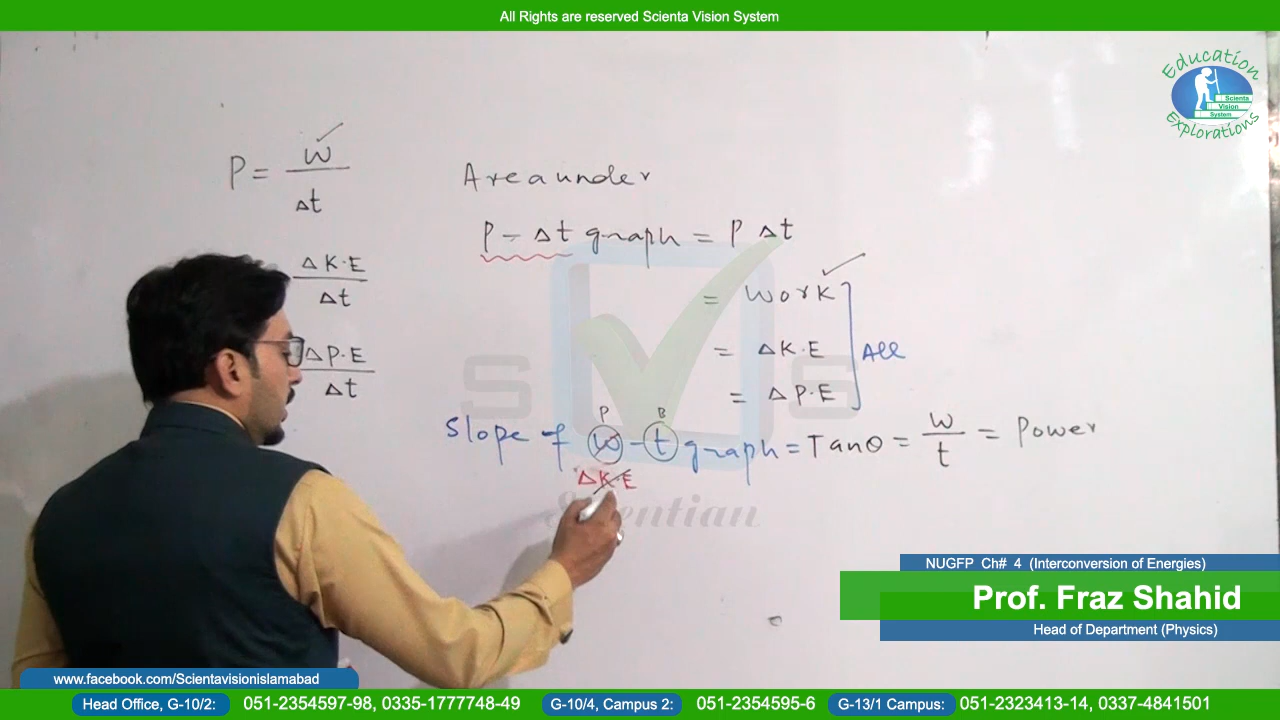 All Rights are reserved Scienta Vision System
Education
Scienta
Vision
System
Explorations
P = W
Δt
ΔK.E
Δt
ΔP.E
Δt
Area under
P - Δt graph = P Δt
= Work
= ΔK.E
= ΔP.E
All
P B
Slope of W - t graph = Tanθ = W/t = Power
ΔK.E
SVS
Scientian
NUGFP Ch# 4 (Interconversion of Energies)
Prof. Fraz Shahid
Head of Department (Physics)
www.facebook.com/Scientavisionislamabad
Head Office, G-10/2: 051-2354597-98, 0335-1777748-49 G-10/4, Campus 2: 051-2354595-6 G-13/1 Campus: 051-2323413-14, 0337-4841501